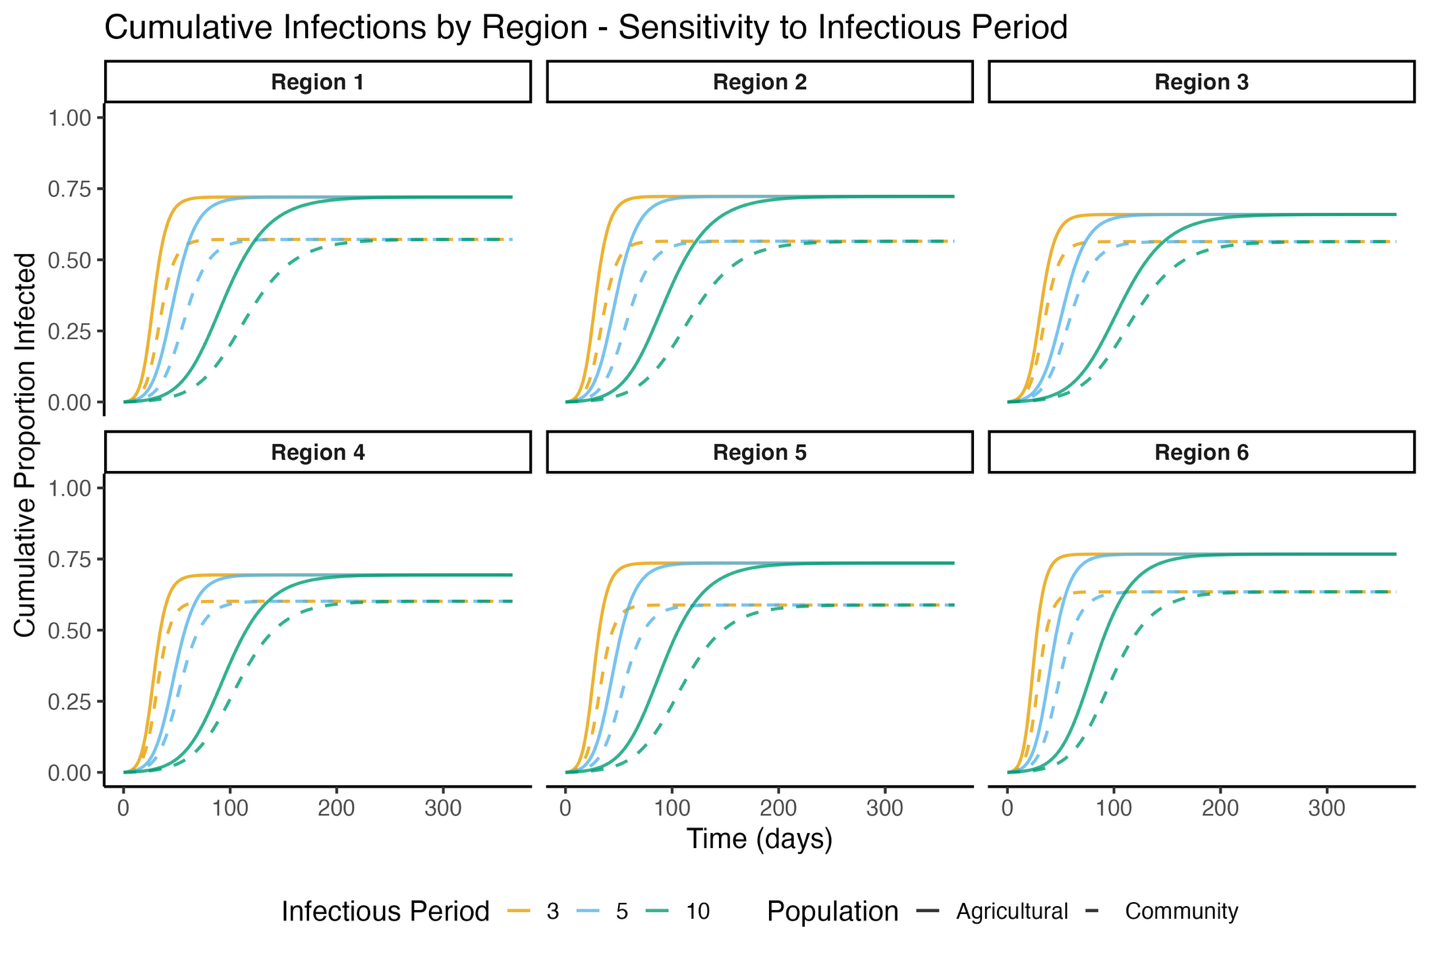 Cumulative Infections by Region - Sensitivity to Infectious Period
Region 1
Region 2
Region 3
1.00
0.75
0.50
0.25
0.00
Region 4
Region 5
Region 6
1.00
0.75
0.50
0.25
0.00
Cumulative Proportion Infected
0 100 200 300
0 100 200 300
0 100 200 300
Time (days)
Infectious Period 3 5 10 Population Agricultural Community